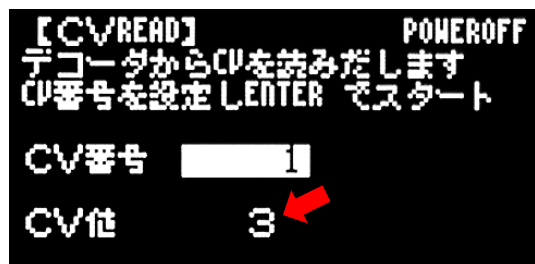 【CVREAD】 POWEROFF
デコーダからCVを読みだします
CV番号を設定しENTER でスタート
CV番号 1
CV値 3